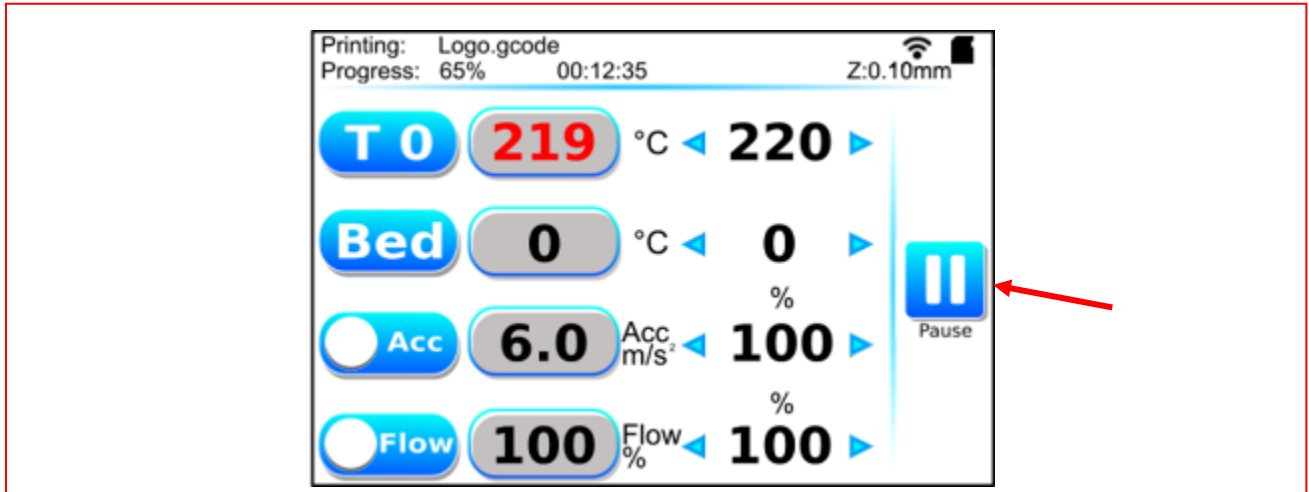 Printing: Logo.gcode
Progress: 65% 00:12:35 Z:0.10mm
T 0 219 °C 220
Bed 0 °C 0
%
Acc 6.0 Acc m/s² 100
Pause
%
Flow 100 Flow % 100